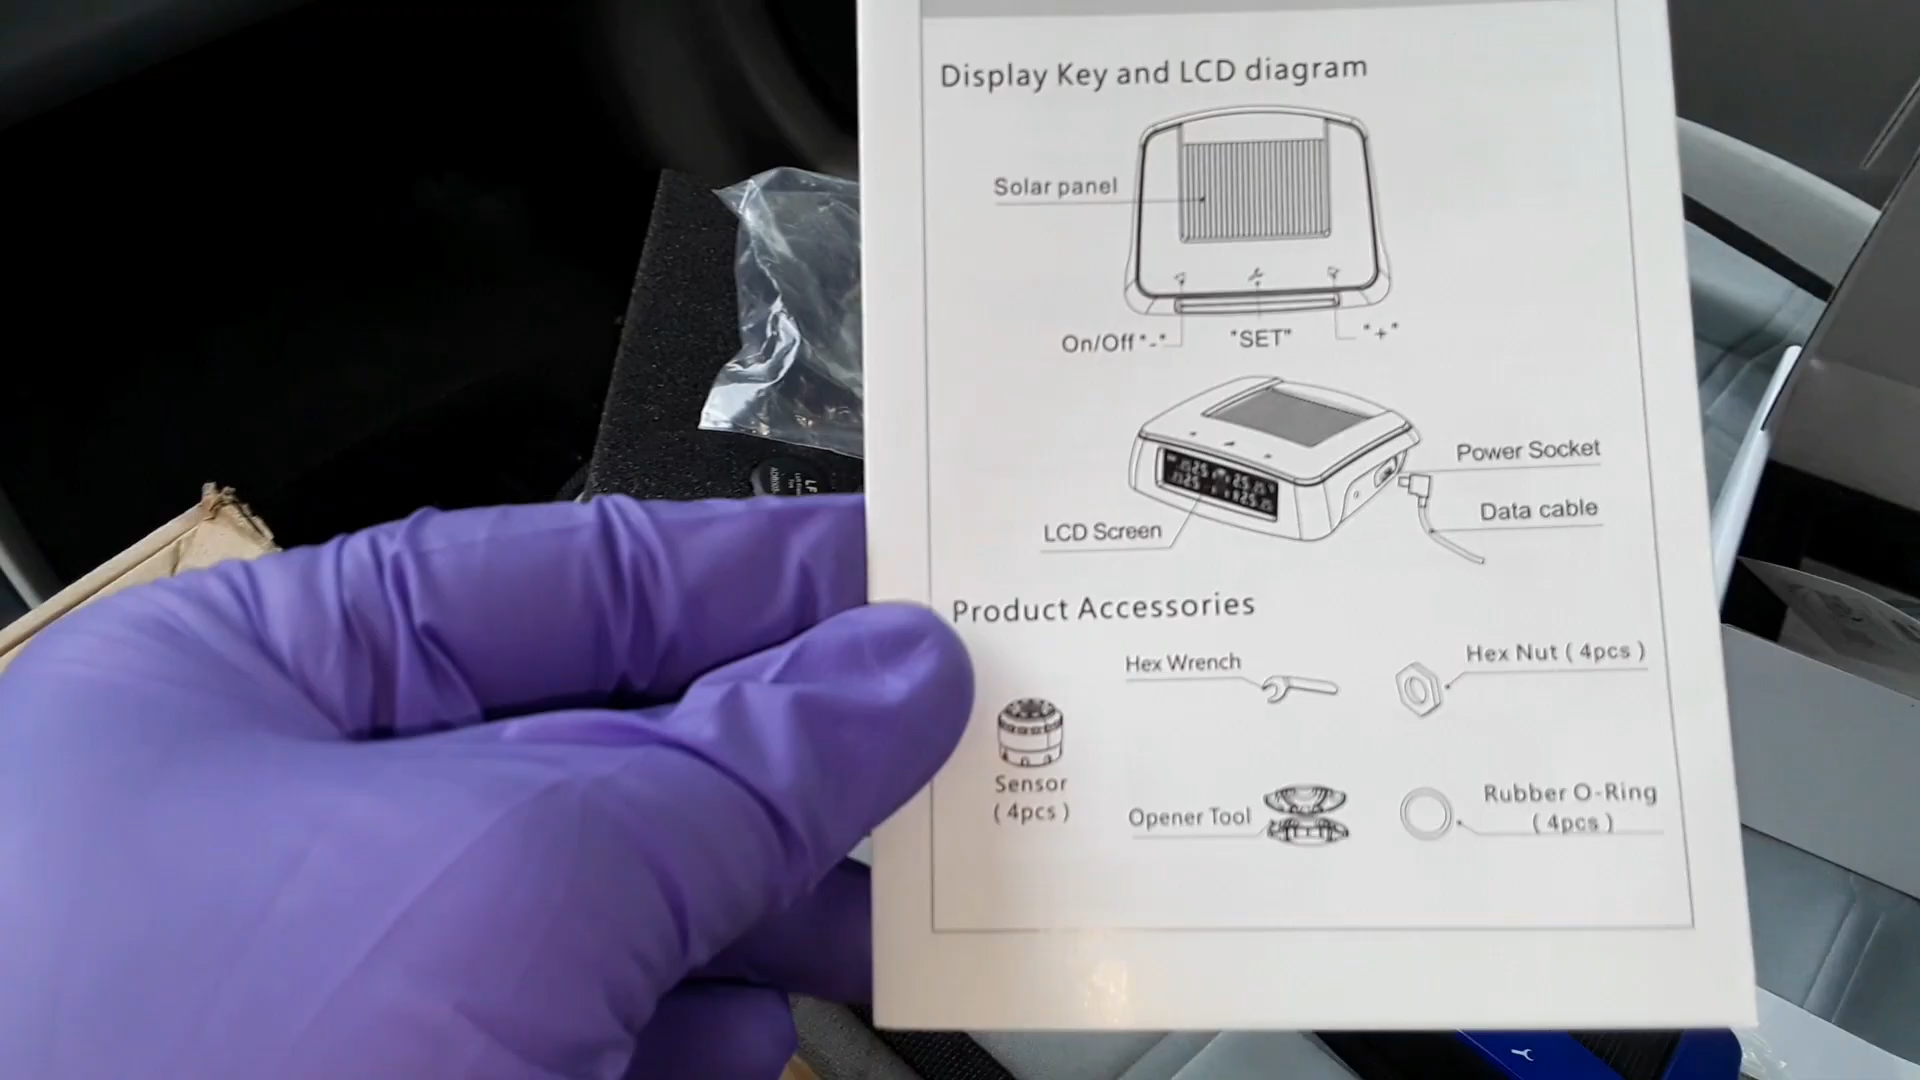 Display Key and LCD diagram
Solar panel
On/Off "-"
"SET"
"+"
Power Socket
Data cable
LCD Screen
Product Accessories
Hex Wrench
Hex Nut ( 4pcs )
Sensor
( 4pcs )
Opener Tool
Rubber O-Ring
( 4pcs )
LF